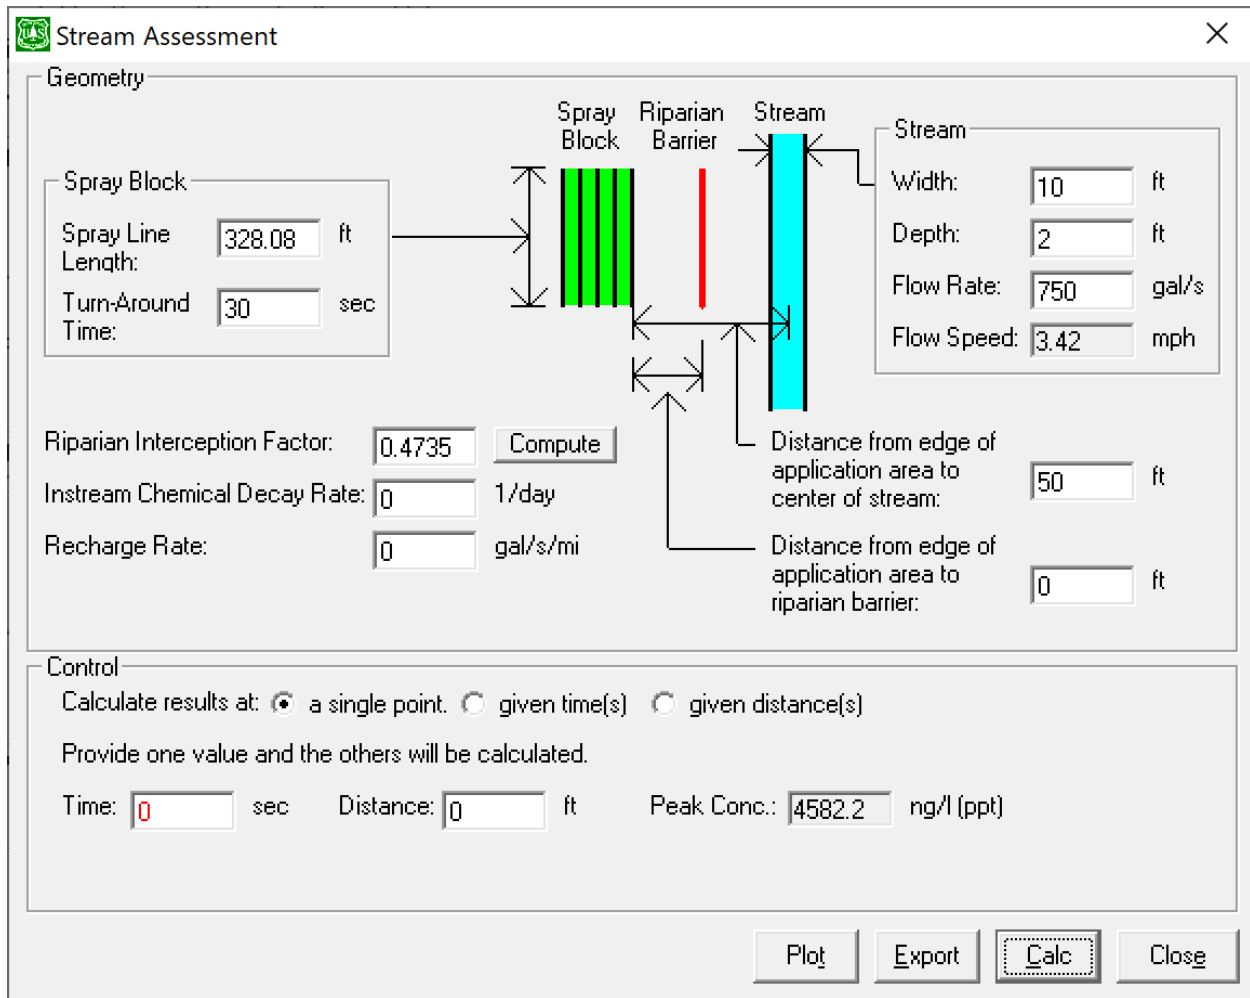 Stream Assessment
Geometry
Spray Block
Riparian Barrier
Stream
Stream
Width: 10 ft
Depth: 2 ft
Flow Rate: 750 gal/s
Flow Speed: 3.42 mph
Spray Block
Spray Line Length: 328.08 ft
Turn-Around Time: 30 sec
Riparian Interception Factor: 0.4735 Compute
Instream Chemical Decay Rate: 0 1/day
Recharge Rate: 0 gal/s/mi
Distance from edge of
application area to
center of stream: 50 ft
Distance from edge of
application area to
riparian barrier: 0 ft
Control
Calculate results at: a single point. given time(s) given distance(s)
Provide one value and the others will be calculated.
Time: 0 sec Distance: 0 ft Peak Conc.: 4582.2 ng/l (ppt)
Plot Export Calc Close